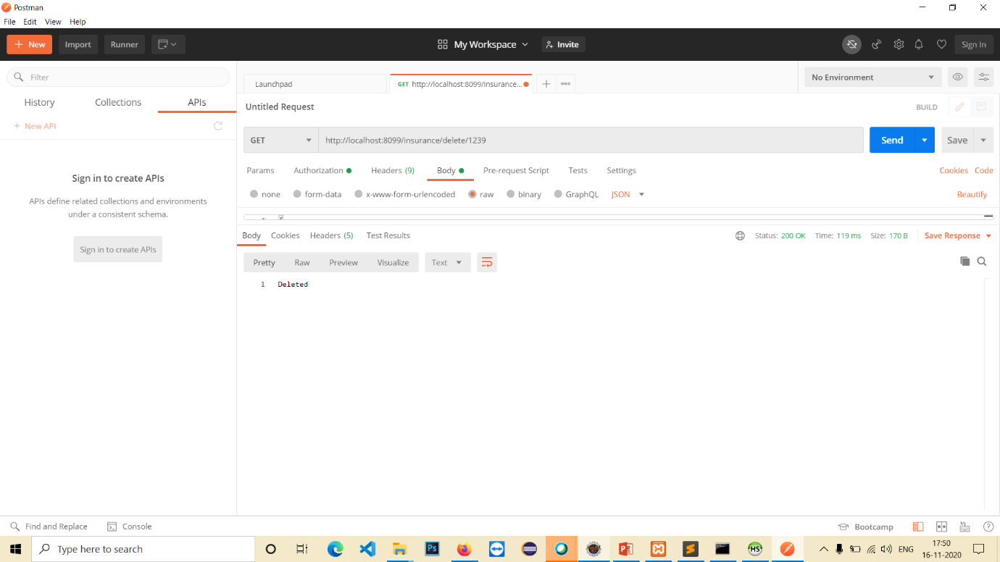 Postman
File Edit View Help
New Import Runner My Workspace Invite Sign In
Filter
History Collections APIs
+ New API
Sign in to create APIs
APIs define related collections and environments
under a consistent schema.
Sign in to create APIs
Launchpad GET http://localhost:8099/insurance... No Environment
Untitled Request BUILD
GET http://localhost:8099/insurance/delete/1239 Send Save
Params Authorization Headers (9) Body Pre-request Script Tests Settings Cookies Code
none form-data x-www-form-urlencoded raw binary GraphQL JSON Beautify
Body Cookies Headers (5) Test Results Status: 200 OK Time: 119 ms Size: 170 B Save Response
Pretty Raw Preview Visualize Text
1 Deleted
Find and Replace Console Bootcamp
Type here to search Ps HS ENG 17:50
16-11-2020